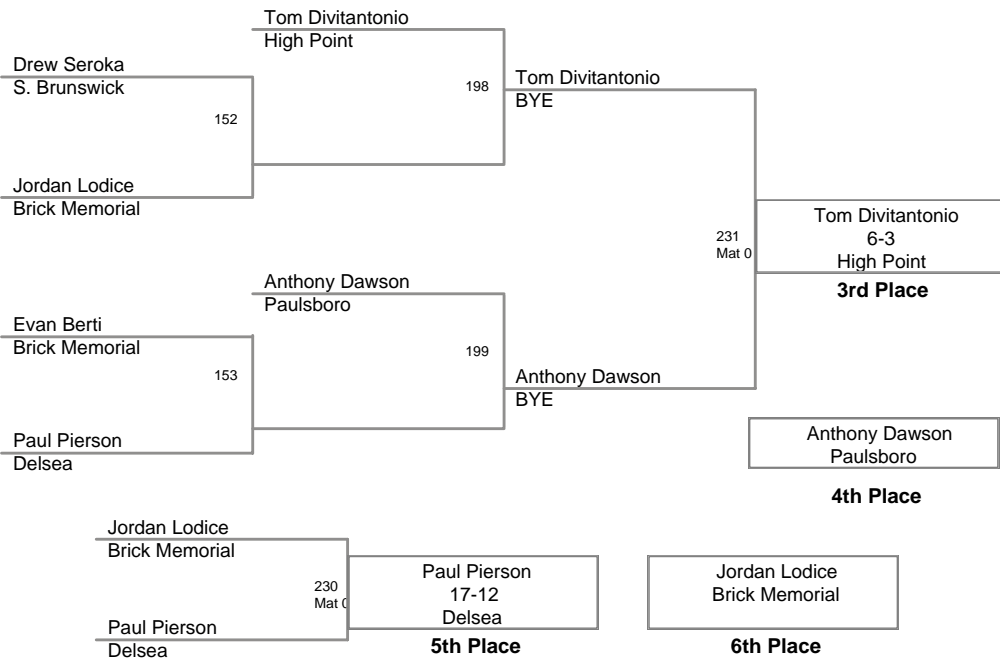 Tom Divitantonio
High Point
Drew Seroka
S. Brunswick
198
Tom Divitantonio
BYE
152
Jordan Lodice
Brick Memorial
Tom Divitantonio
6-3
High Point
3rd Place
231
Mat 0
Anthony Dawson
Paulsboro
Evan Berti
Brick Memorial
199
153
Anthony Dawson
BYE
Paul Pierson
Delsea
Anthony Dawson
Paulsboro
4th Place
Jordan Lodice
Brick Memorial
230
Mat 0
Paul Pierson
Delsea
Paul Pierson
17-12
Delsea
5th Place
Jordan Lodice
Brick Memorial
6th Place